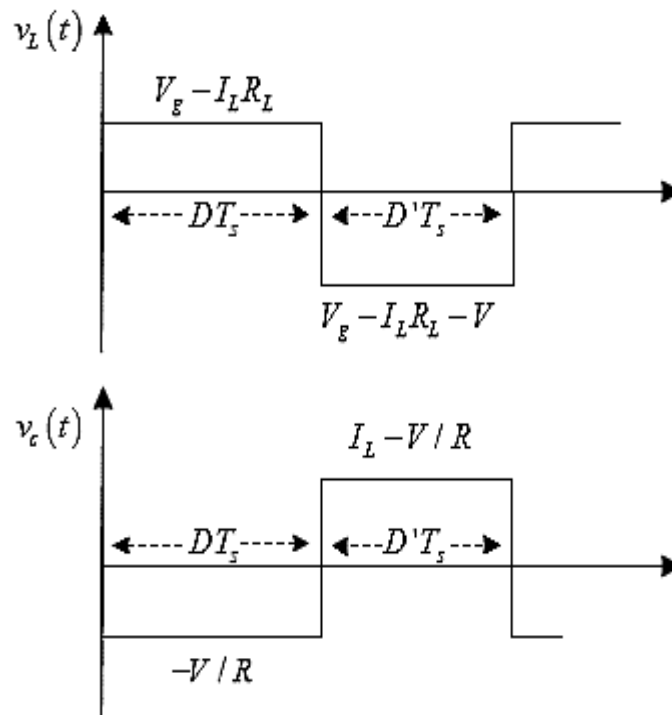 v_L(t)
V_g − I_L R_L
DT_s D'T_s
V_g − I_L R_L − V
v_c(t)
I_L − V / R
DT_s D'T_s
−V / R